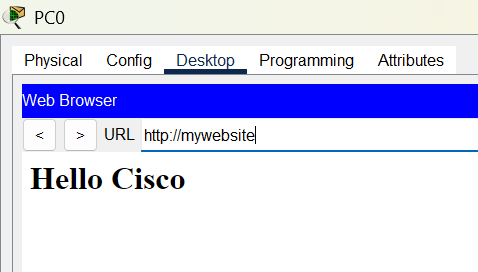 PC0
Physical Config Desktop Programming Attributes
Web Browser
< > URL http://mywebsite
Hello Cisco